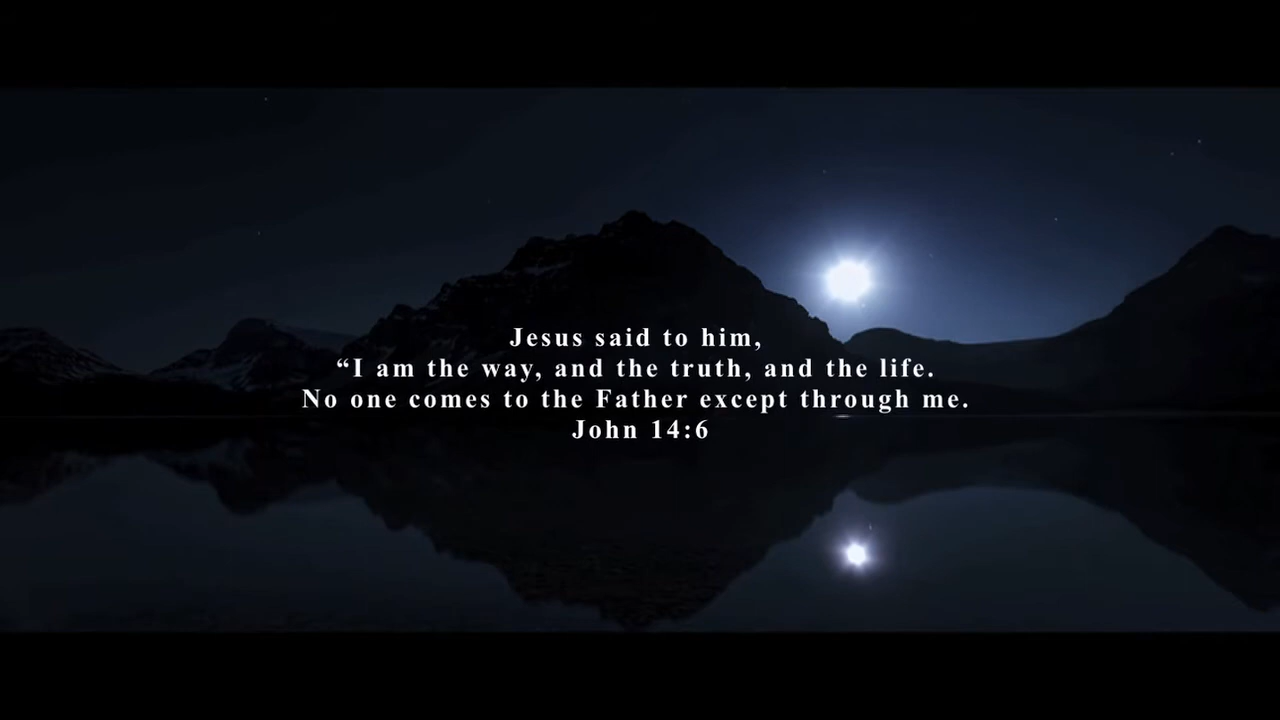 Jesus said to him,
“I am the way, and the truth, and the life.
No one comes to the Father except through me.
John 14:6